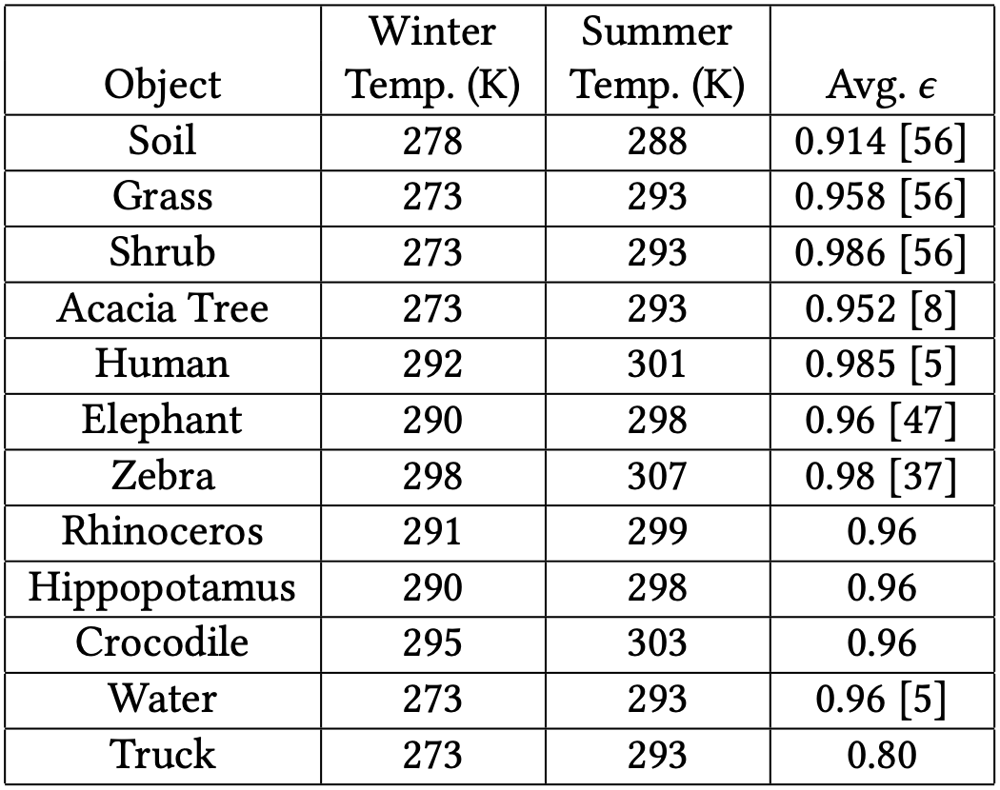 Object Winter Temp. (K) Summer Temp. (K) Avg. ϵ
Soil 278 288 0.914 [56]
Grass 273 293 0.958 [56]
Shrub 273 293 0.986 [56]
Acacia Tree 273 293 0.952 [8]
Human 292 301 0.985 [5]
Elephant 290 298 0.96 [47]
Zebra 298 307 0.98 [37]
Rhinoceros 291 299 0.96
Hippopotamus 290 298 0.96
Crocodile 295 303 0.96
Water 273 293 0.96 [5]
Truck 273 293 0.80